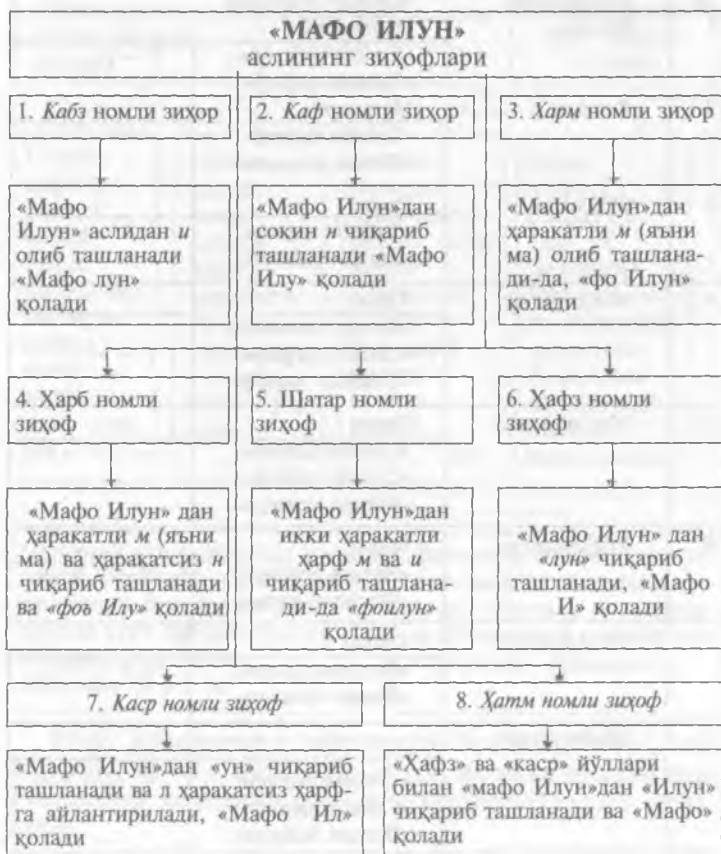 «МАФО ИЛУН»
аслининг зиҳофлари
1. Кабз номли зиҳор
2. Каф номли зиҳор
3. Харм номли зиҳор
«Мафо
Илун» аслидан и
олиб ташланади
«Мафо лун»
қолади
«Мафо Илун»дан
сокин н чиқариб
ташланади «Мафо
Илу» қолади
«Мафо Илун»дан
ҳаракатли м (яъни
ма) олиб ташлана-
ди-да, «фо Илун»
қолади
4. Ҳарб номли
зиҳоф
5. Шатар номли
зиҳоф
6. Ҳафз номли
зиҳоф
«Мафо Илун» дан
ҳаракатли м (яъни
ма) ва ҳаракатсиз н
чиқариб ташланади
ва «фоъ Илу» қолади
«Мафо Илун»дан
икки ҳаракатли
ҳарф м ва и
чиқариб ташлана-
ди-да «фоилун»
қолади
«Мафо Илун» дан
«лун» чиқариб
ташланади, «Мафо
И» қолади
7. Каср номли зиҳоф
8. Ҳатм номли зиҳоф
«Мафо Илун»дан «ун» чиқариб
ташланади ва л ҳаракатсиз ҳарф-
га айлантирилади, «Мафо Ил»
қолади
«Ҳафз» ва «каср» йўллари
билан «мафо Илун»дан «Илун»
чиқариб ташланади ва «Мафо»
қолади